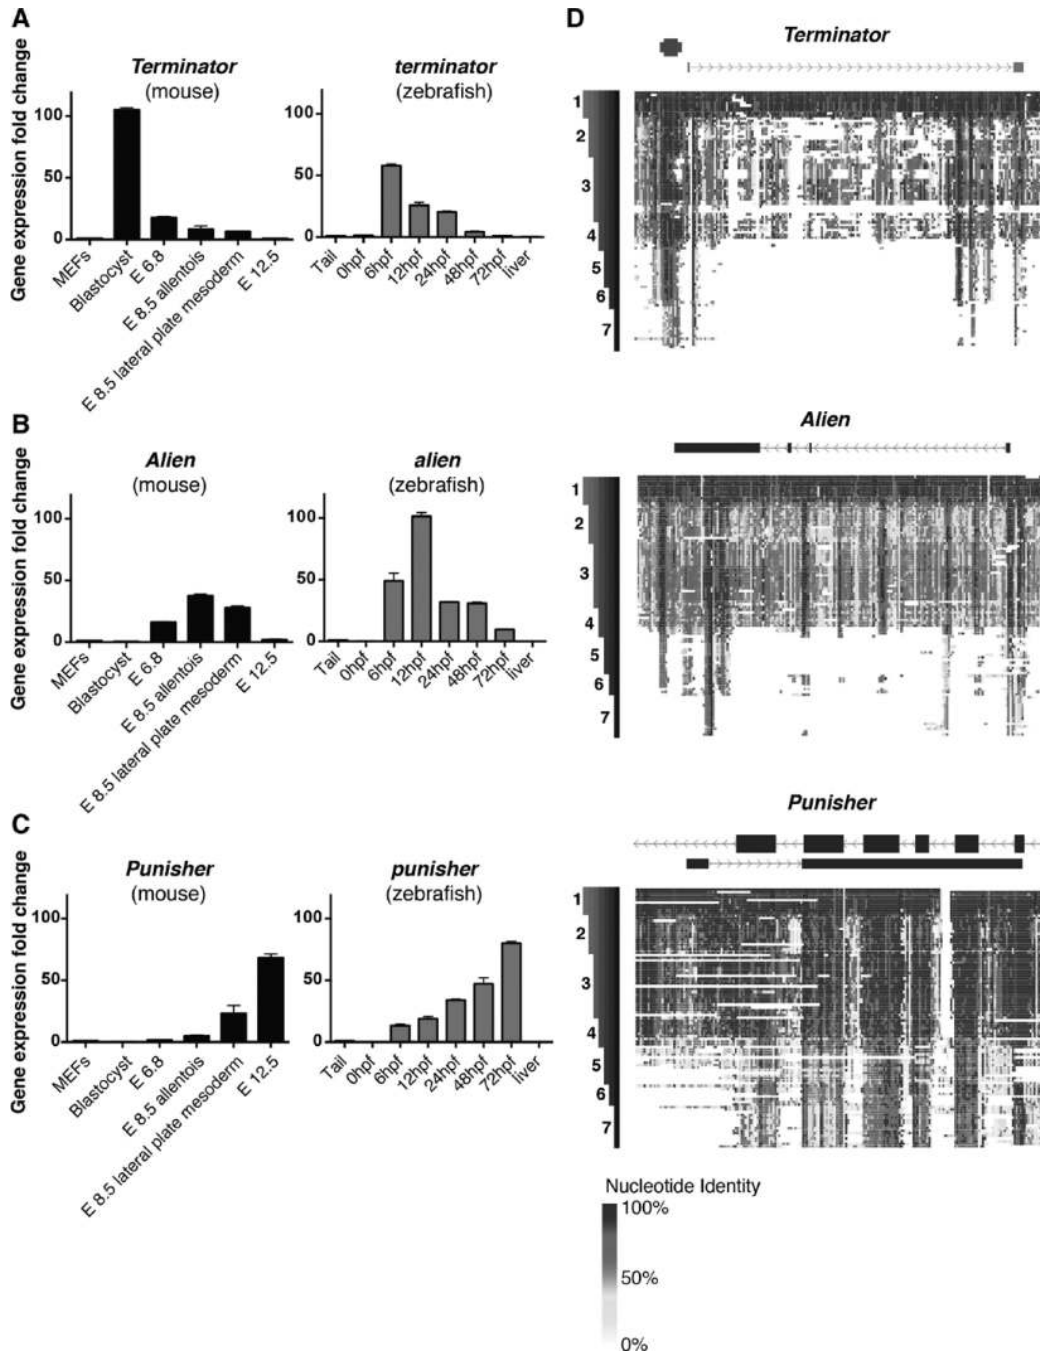 A
Gene expression fold change
Terminator
(mouse)
100
50
0
MEFs
Blastocyst
E 6.8
E 8.5 allentois
E 8.5 lateral plate mesoderm
E 12.5
terminator
(zebrafish)
100
50
0
Tail
0hpf
6hpf
12hpf
24hpf
48hpf
72hpf
liver
B
Gene expression fold change
Alien
(mouse)
100
50
0
MEFs
Blastocyst
E 6.8
E 8.5 allentois
E 8.5 lateral plate mesoderm
E 12.5
alien
(zebrafish)
100
50
0
Tail
0hpf
6hpf
12hpf
24hpf
48hpf
72hpf
liver
C
Gene expression fold change
Punisher
(mouse)
100
50
0
MEFs
Blastocyst
E 6.8
E 8.5 allentois
E 8.5 lateral plate mesoderm
E 12.5
punisher
(zebrafish)
100
50
0
Tail
0hpf
6hpf
12hpf
24hpf
48hpf
72hpf
liver
D
Terminator
1
2
3
4
5
6
7
Alien
1
2
3
4
5
6
7
Punisher
1
2
3
4
5
6
7
Nucleotide Identity
100%
50%
0%